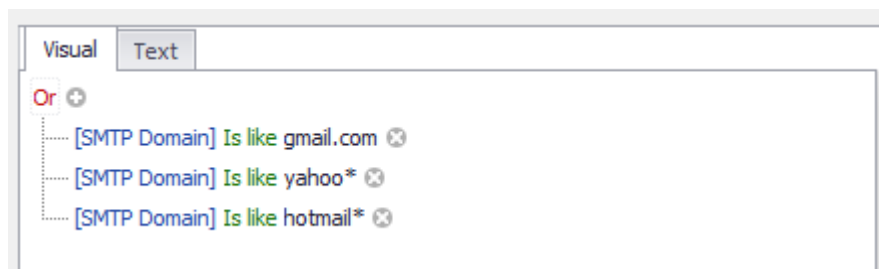 Visual Text
Or
[SMTP Domain] Is like gmail.com
[SMTP Domain] Is like yahoo*
[SMTP Domain] Is like hotmail*